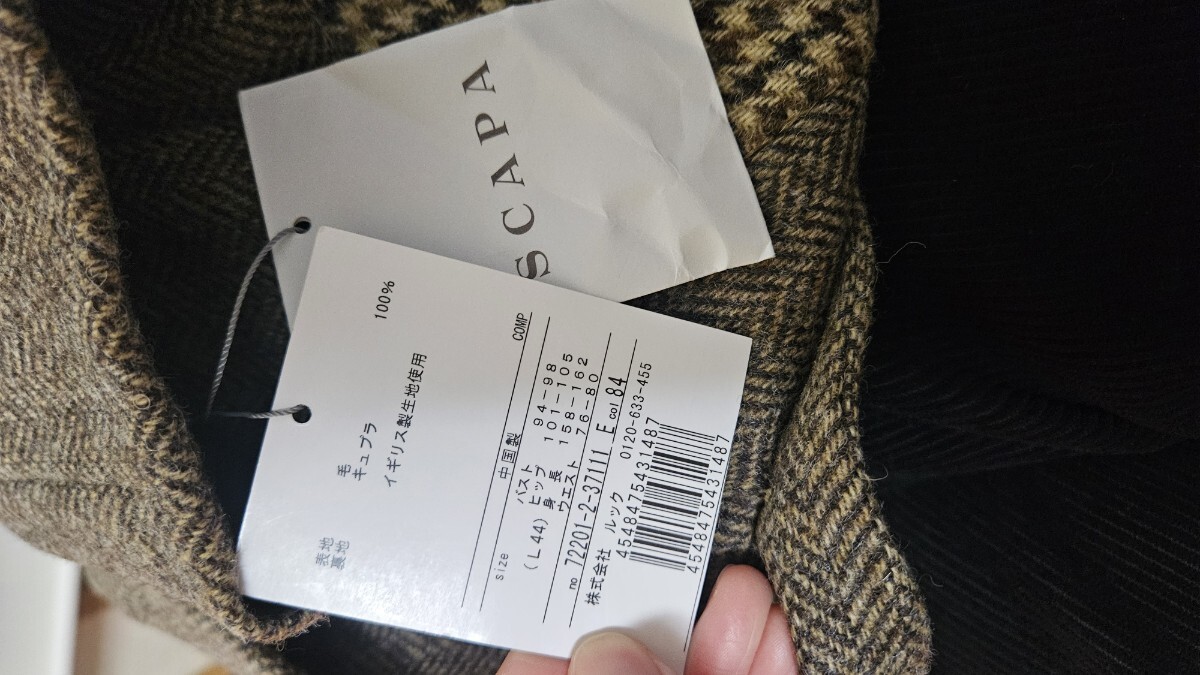 SCAPA
表地 毛 100%
裏地 キュプラ
イギリス製生地使用
中国製 COMP
size バスト 94-98
(L44) ヒップ 101-105
身長 158-162
ウエスト 76-80
no 72201-2-37111 E col 84
株式会社 ルック 0120-633-455
4548475431487
4548475431487